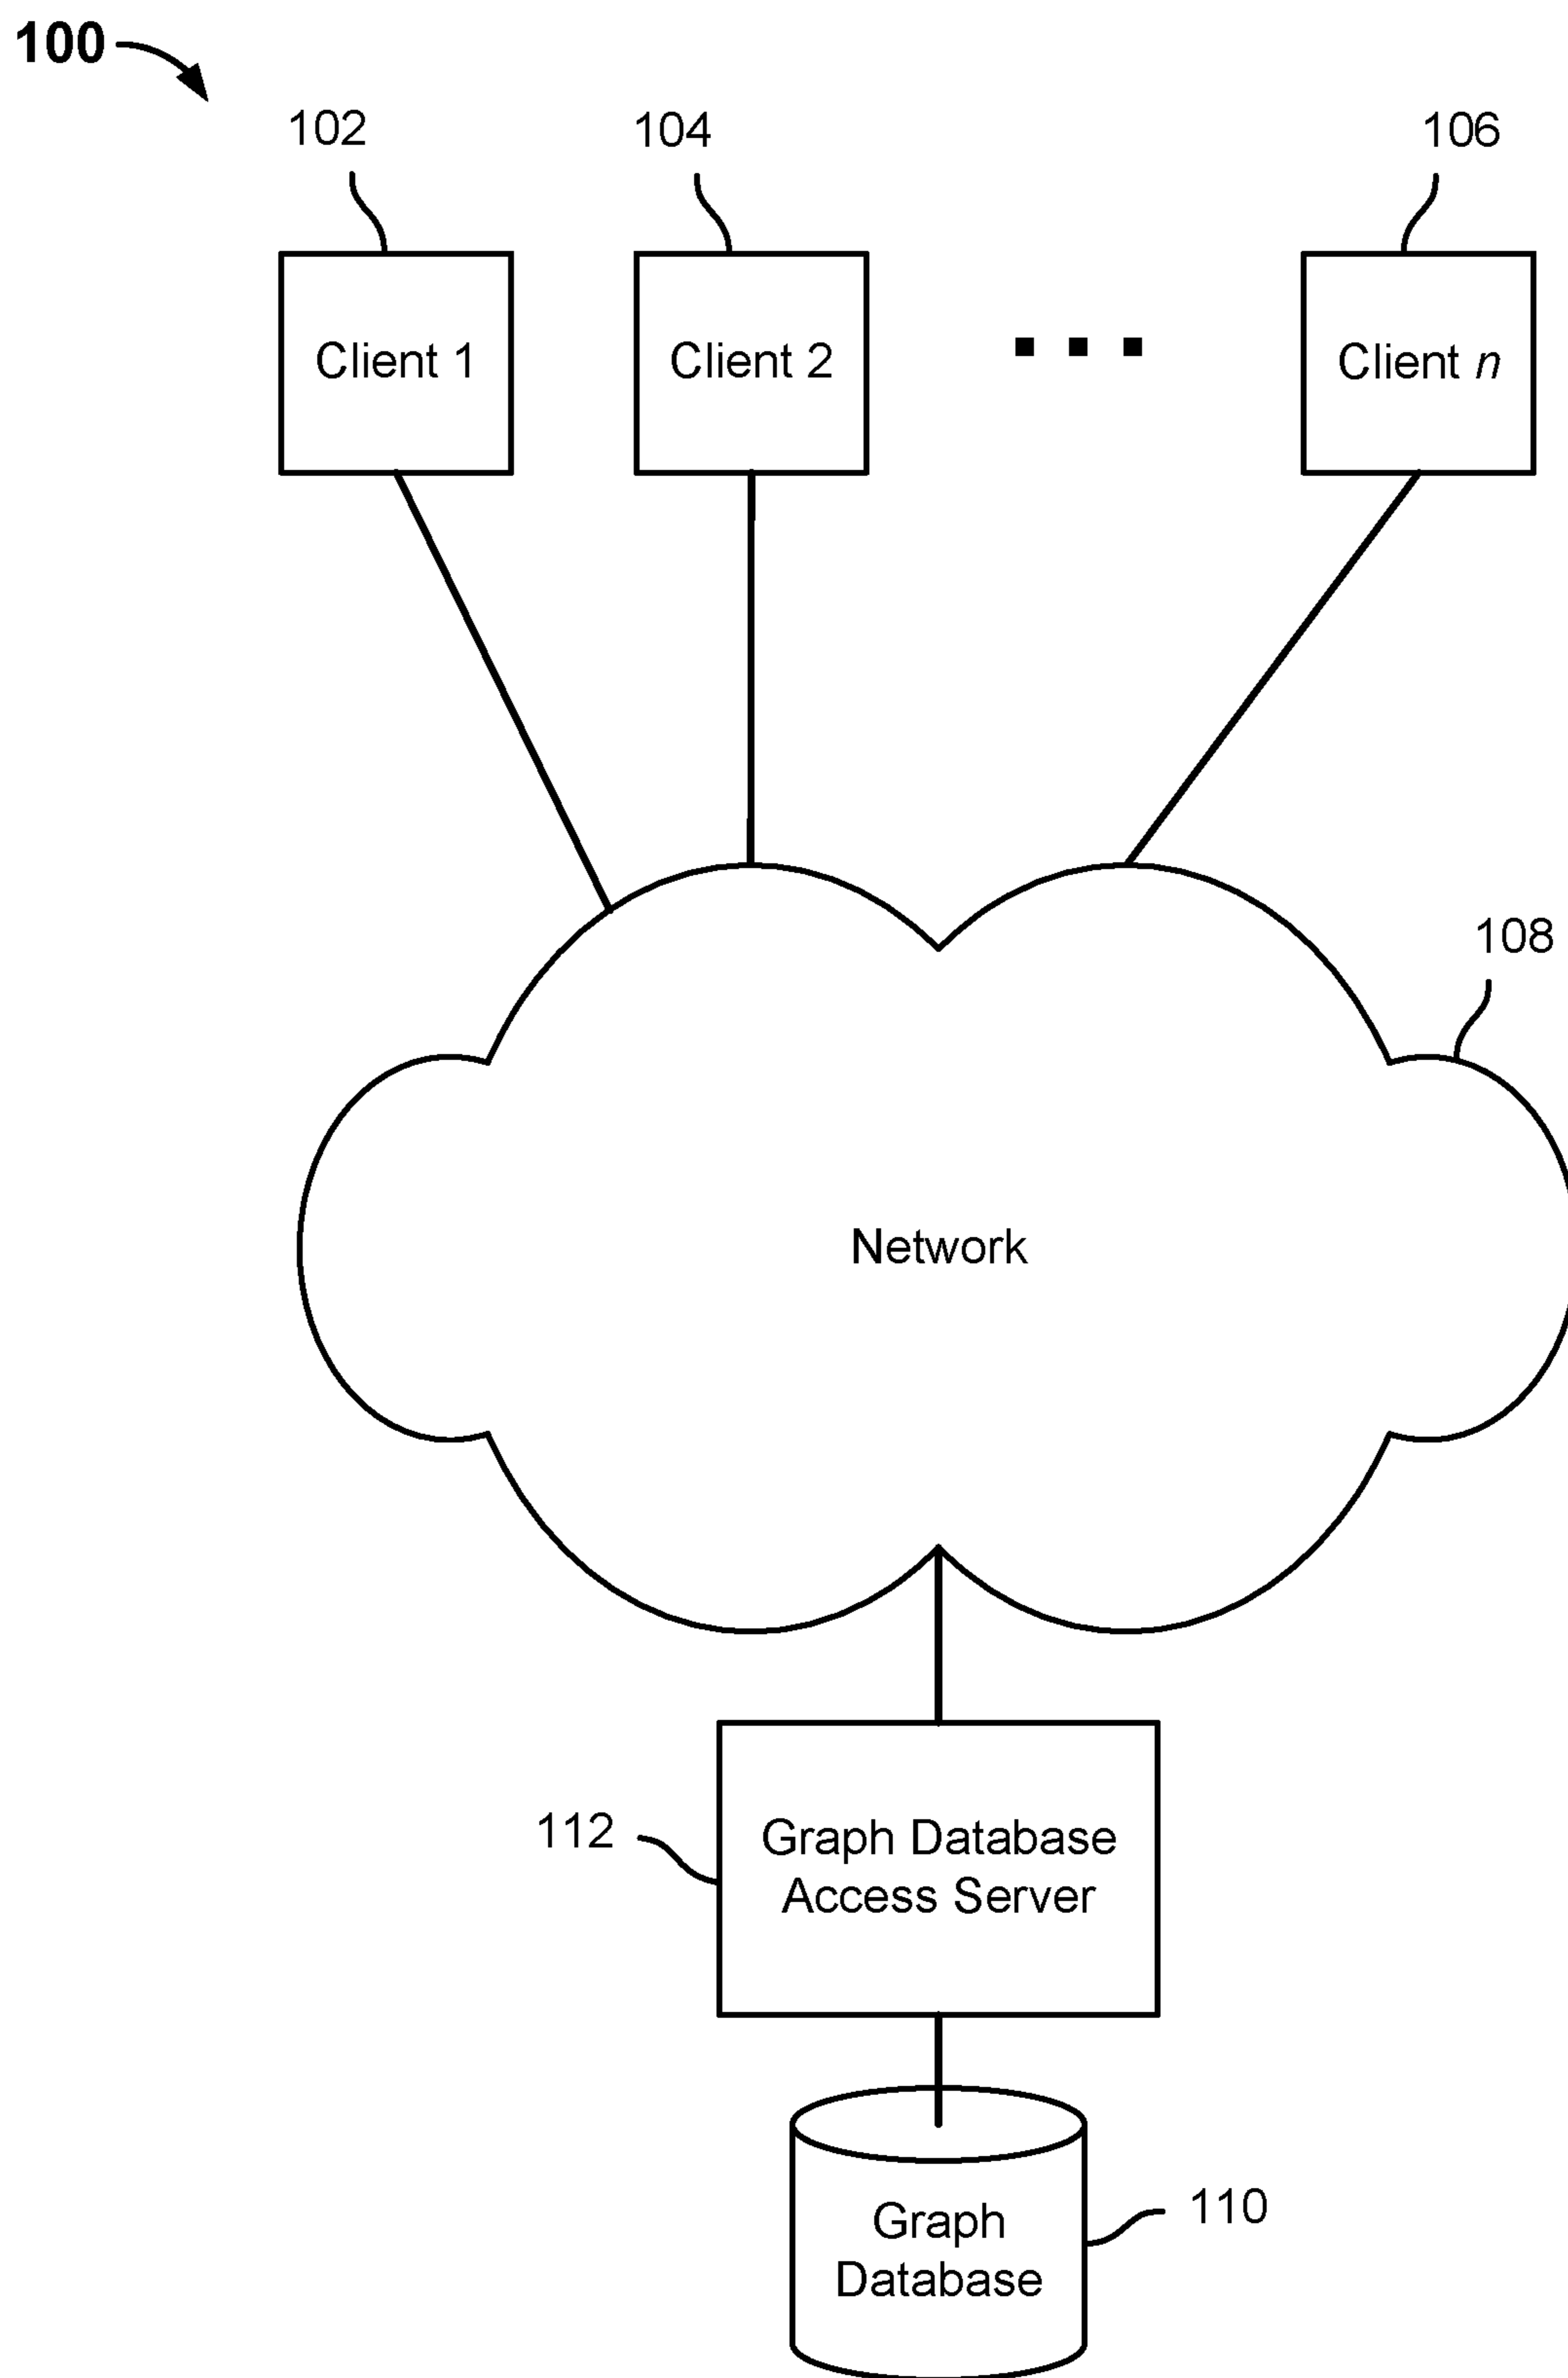 100
102
104
106
Client 1
Client 2
Client n
108
Network
112
Graph Database
Access Server
110
Graph
Database